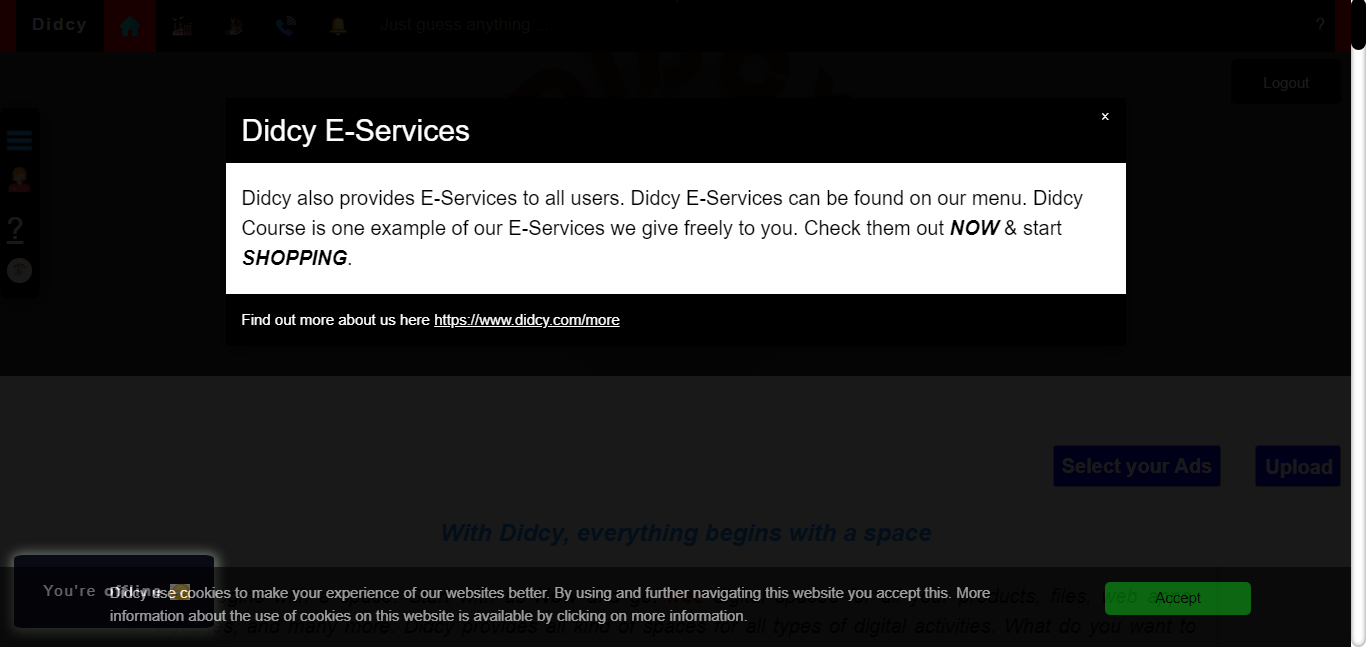 Didcy
Just guess anything ...
?
Logout
Didcy E-Services
×
Didcy also provides E-Services to all users. Didcy E-Services can be found on our menu. Didcy
Course is one example of our E-Services we give freely to you. Check them out NOW & start
SHOPPING.
Find out more about us here https://www.didcy.com/more
?
Select your Ads
Upload
With Didcy, everything begins with a space
You're offline
Didcy use cookies to make your experience of our websites better. By using and further navigating this website you accept this. More
information about the use of cookies on this website is available by clicking on more information.
Accept
products, files, web apps,
and many more. Didcy provides all kind of spaces for all types of digital activities. What do you want to